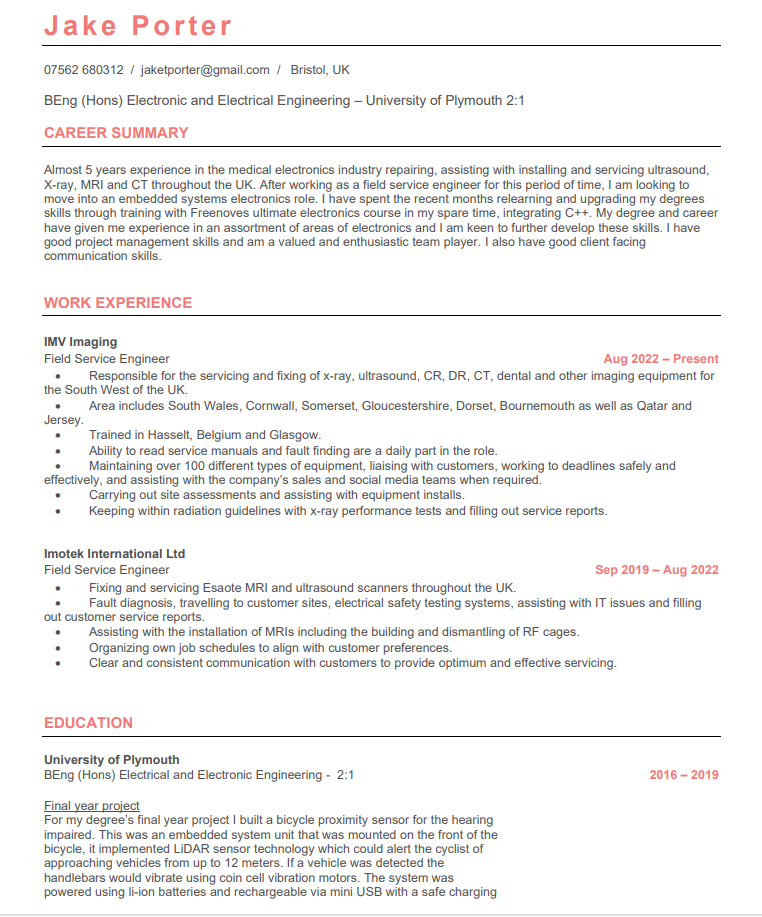 Jake Porter
07562 680312 / jaketporter@gmail.com / Bristol, UK
BEng (Hons) Electronic and Electrical Engineering – University of Plymouth 2:1
CAREER SUMMARY
Almost 5 years experience in the medical electronics industry repairing, assisting with installing and servicing ultrasound,
X-ray, MRI and CT throughout the UK. After working as a field service engineer for this period of time, I am looking to
move into an embedded systems electronics role. I have spent the recent months relearning and upgrading my degrees
skills through training with Freenoves ultimate electronics course in my spare time, integrating C++. My degree and career
have given me experience in an assortment of areas of electronics and I am keen to further develop these skills. I have
good project management skills and am a valued and enthusiastic team player. I also have good client facing
communication skills.
WORK EXPERIENCE
IMV Imaging
Field Service Engineer Aug 2022 – Present
• Responsible for the servicing and fixing of x-ray, ultrasound, CR, DR, CT, dental and other imaging equipment for
the South West of the UK.
• Area includes South Wales, Cornwall, Somerset, Gloucestershire, Dorset, Bournemouth as well as Qatar and
Jersey.
• Trained in Hasselt, Belgium and Glasgow.
• Ability to read service manuals and fault finding are a daily part in the role.
• Maintaining over 100 different types of equipment, liaising with customers, working to deadlines safely and
effectively, and assisting with the company's sales and social media teams when required.
• Carrying out site assessments and assisting with equipment installs.
• Keeping within radiation guidelines with x-ray performance tests and filling out service reports.
Imotek International Ltd
Field Service Engineer Sep 2019 – Aug 2022
• Fixing and servicing Esaote MRI and ultrasound scanners throughout the UK.
• Fault diagnosis, travelling to customer sites, electrical safety testing systems, assisting with IT issues and filling
out customer service reports.
• Assisting with the installation of MRIs including the building and dismantling of RF cages.
• Organizing own job schedules to align with customer preferences.
• Clear and consistent communication with customers to provide optimum and effective servicing.
EDUCATION
University of Plymouth
BEng (Hons) Electrical and Electronic Engineering - 2:1 2016 – 2019
Final year project
For my degree's final year project I built a bicycle proximity sensor for the hearing
impaired. This was an embedded system unit that was mounted on the front of the
bicycle, it implemented LiDAR sensor technology which could alert the cyclist of
approaching vehicles from up to 12 meters. If a vehicle was detected the
handlebars would vibrate using coin cell vibration motors. The system was
powered using li-ion batteries and rechargeable via mini USB with a safe charging